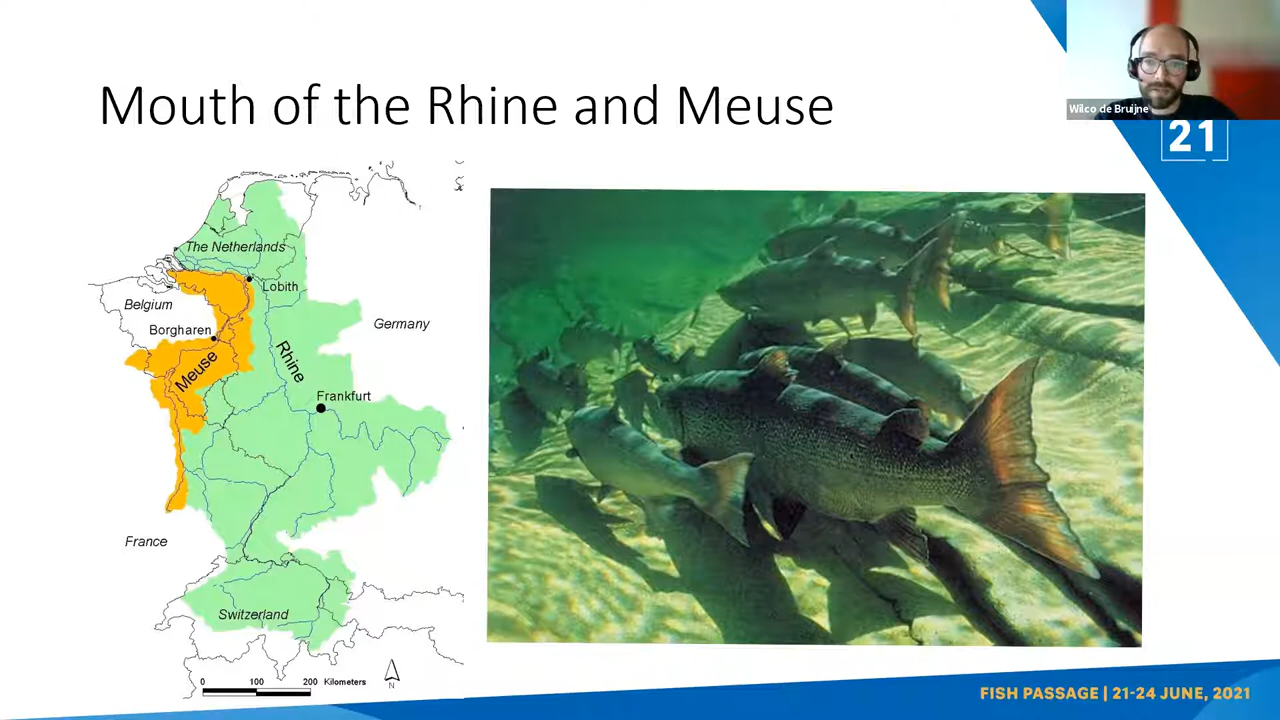 Mouth of the Rhine and Meuse
Wilco de Bruijne
21
The Netherlands
Lobith
Belgium
Germany
Borgharen
Meuse
Rhine
Frankfurt
France
Switzerland
0 100 200 Kilometers
N
FISH PASSAGE | 21-24 JUNE, 2021